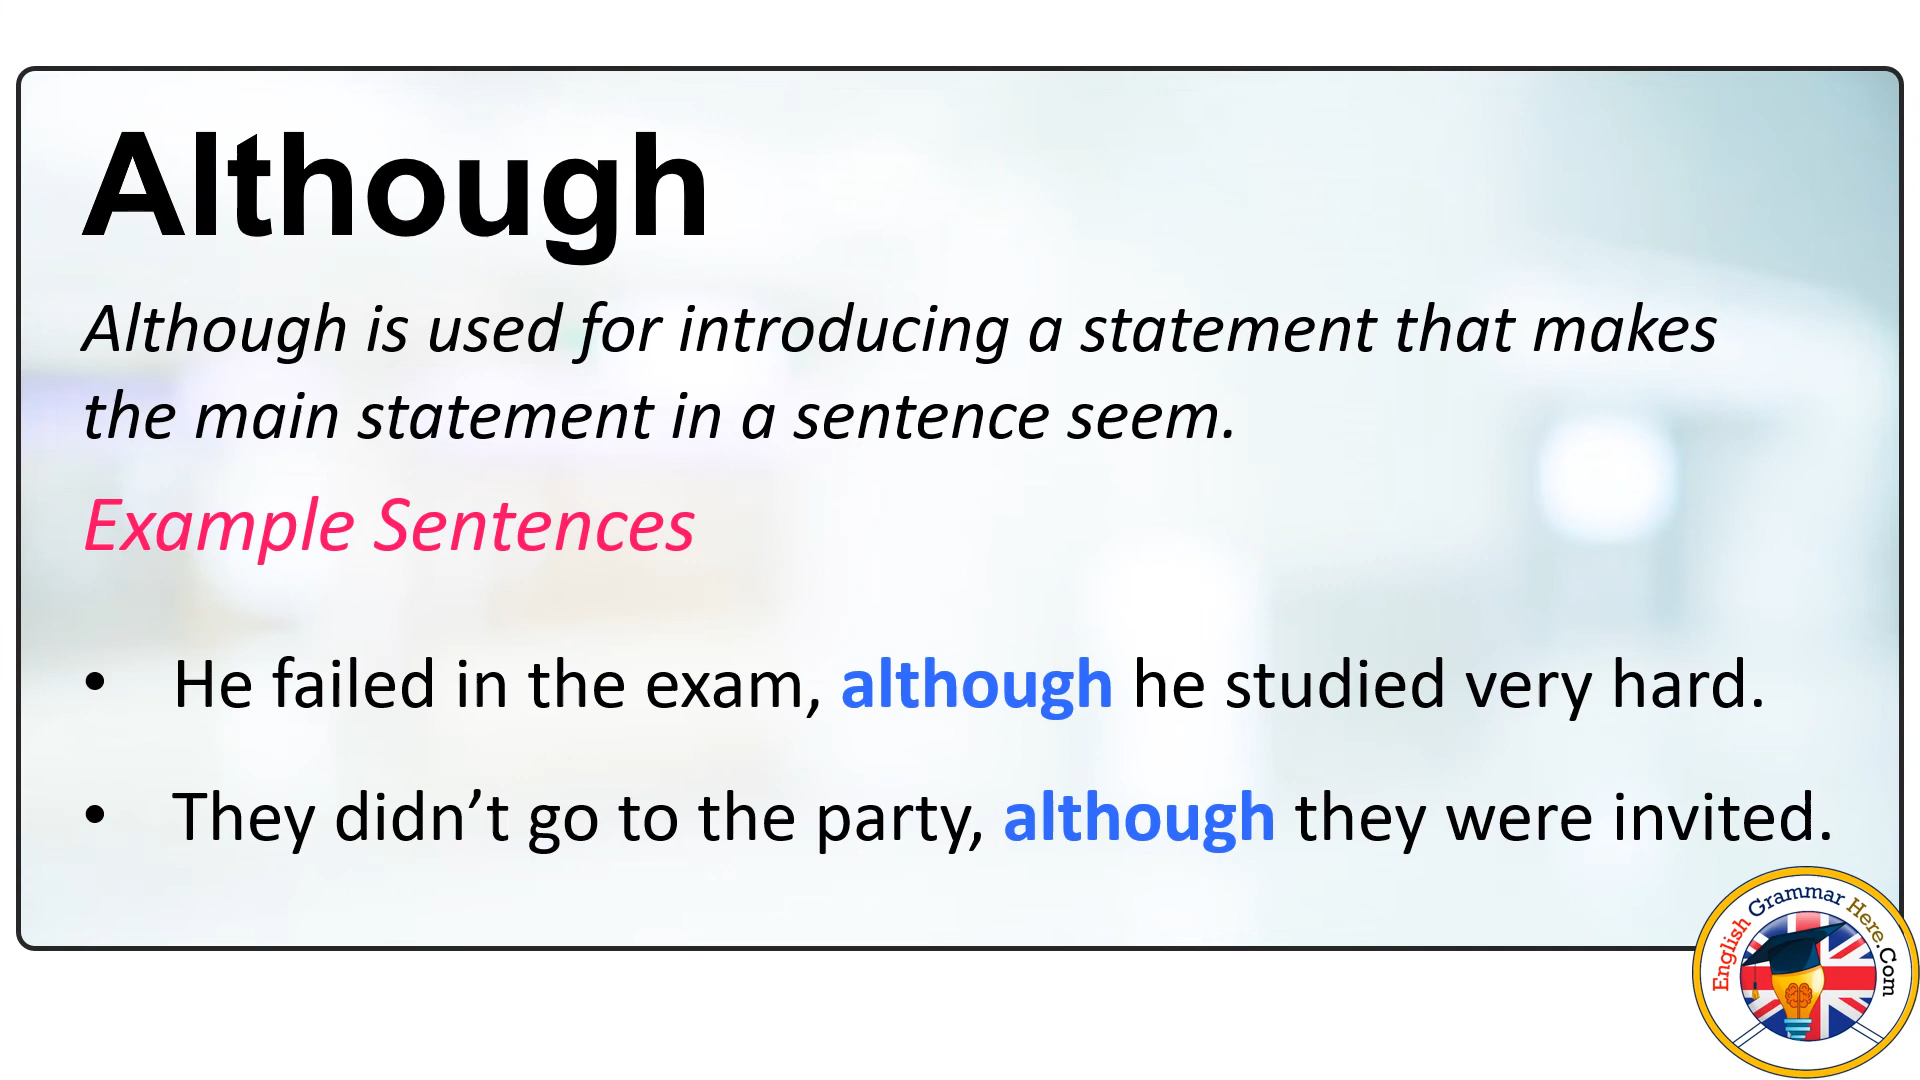 Although
Although is used for introducing a statement that makes
the main statement in a sentence seem.
Example Sentences
• He failed in the exam, although he studied very hard.
• They didn’t go to the party, although they were invited.
English Grammar Here.Com